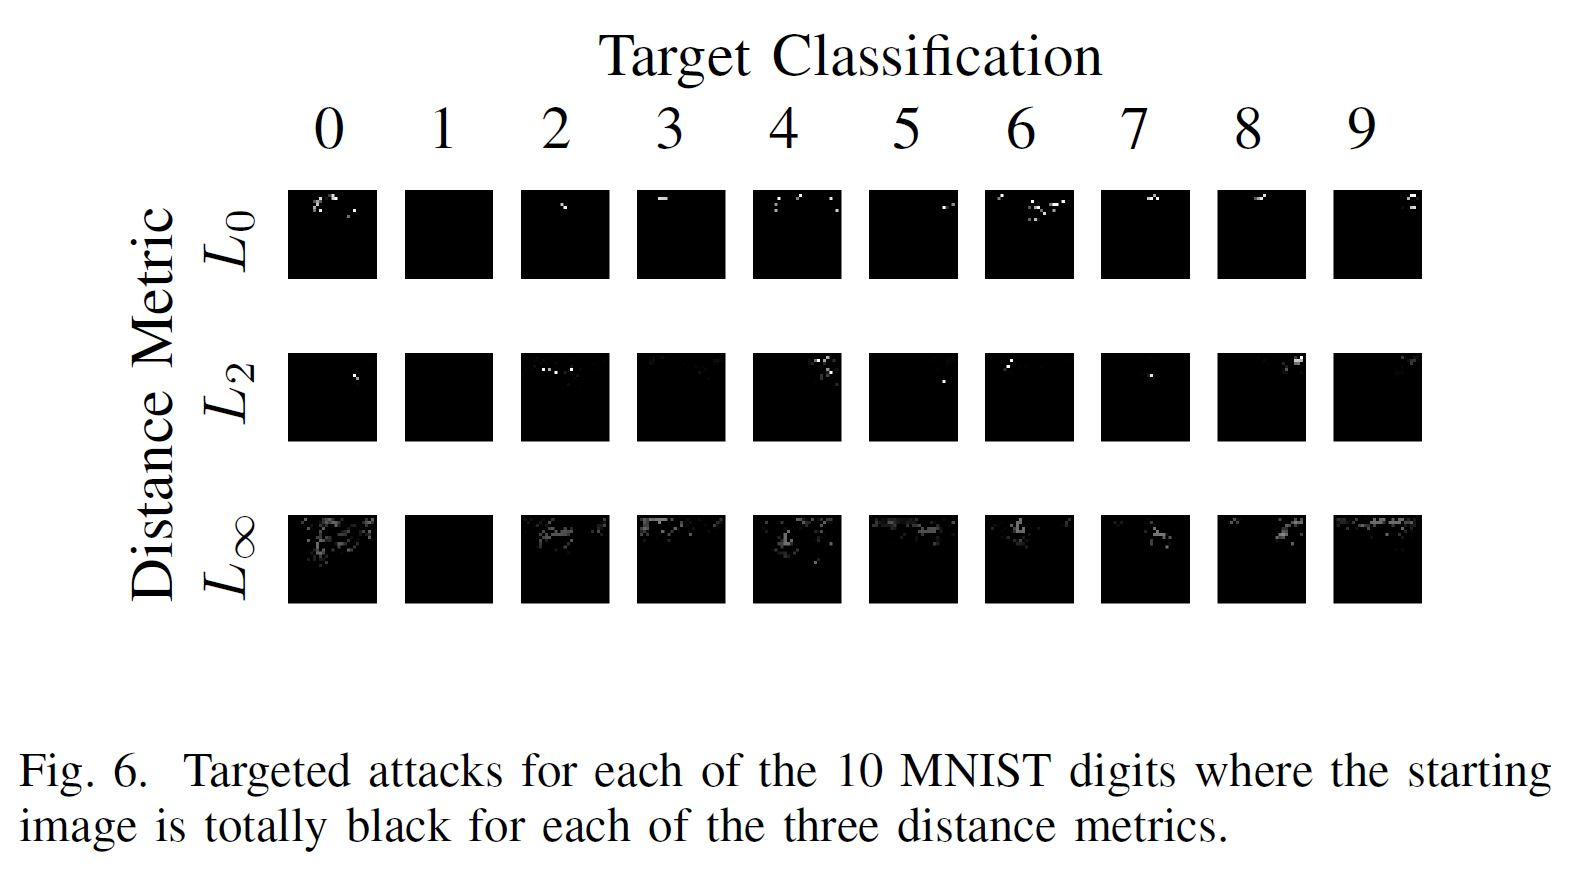 Target Classification
0 1 2 3 4 5 6 7 8 9
Distance Metric
L0
L2
L∞
Fig. 6. Targeted attacks for each of the 10 MNIST digits where the starting
image is totally black for each of the three distance metrics.